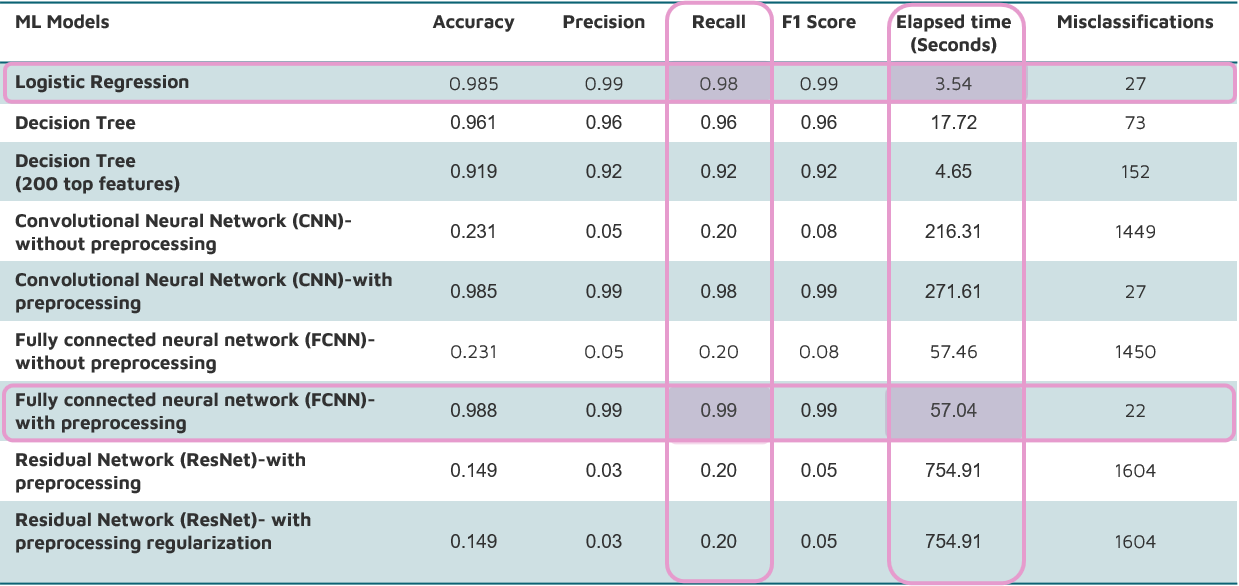 ML Models Accuracy Precision Recall F1 Score Elapsed time (Seconds) Misclassifications
Logistic Regression 0.985 0.99 0.98 0.99 3.54 27
Decision Tree 0.961 0.96 0.96 0.96 17.72 73
Decision Tree
(200 top features) 0.919 0.92 0.92 0.92 4.65 152
Convolutional Neural Network (CNN)-
without preprocessing 0.231 0.05 0.20 0.08 216.31 1449
Convolutional Neural Network (CNN)-with
preprocessing 0.985 0.99 0.98 0.99 271.61 27
Fully connected neural network (FCNN)-
without preprocessing 0.231 0.05 0.20 0.08 57.46 1450
Fully connected neural network (FCNN)-
with preprocessing 0.988 0.99 0.99 0.99 57.04 22
Residual Network (ResNet)-with
preprocessing 0.149 0.03 0.20 0.05 754.91 1604
Residual Network (ResNet)- with
preprocessing regularization 0.149 0.03 0.20 0.05 754.91 1604